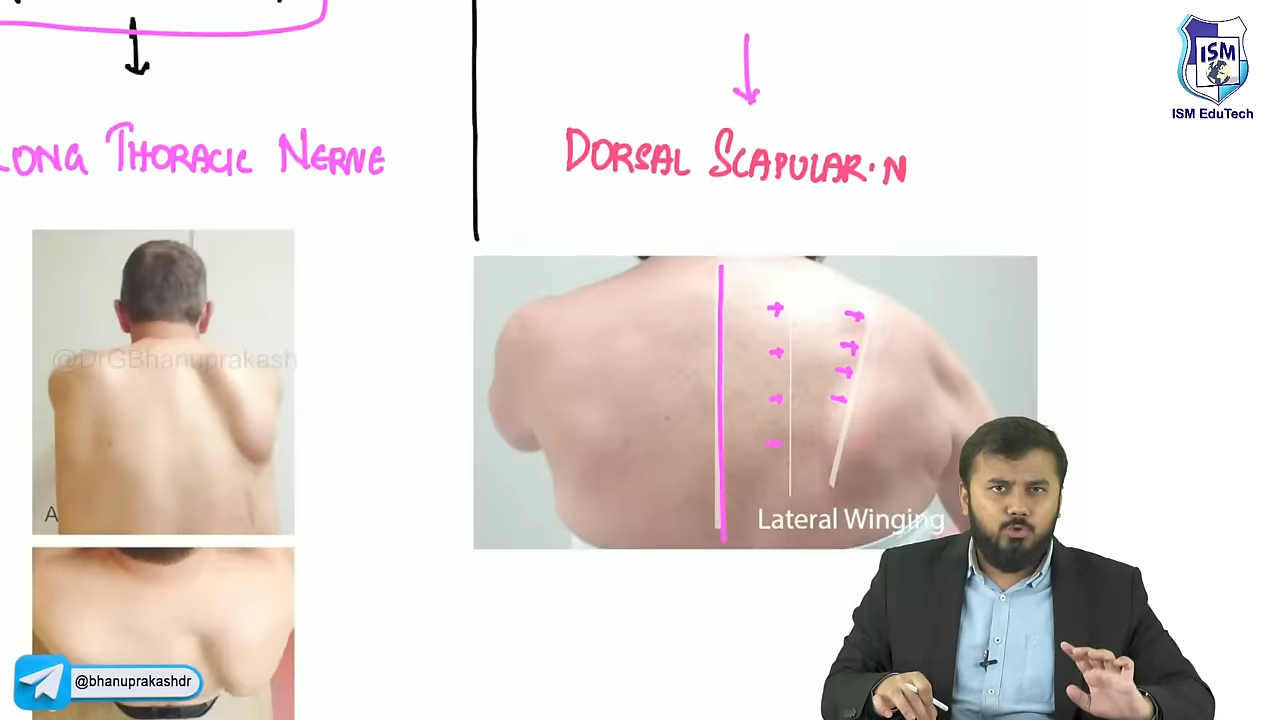 ISM
ISM EduTech
LONG THORACIC NERVE
DORSAL SCAPULAR.N
@DrGBhanuprakash
A
Lateral Winging
@bhanuprakashdr